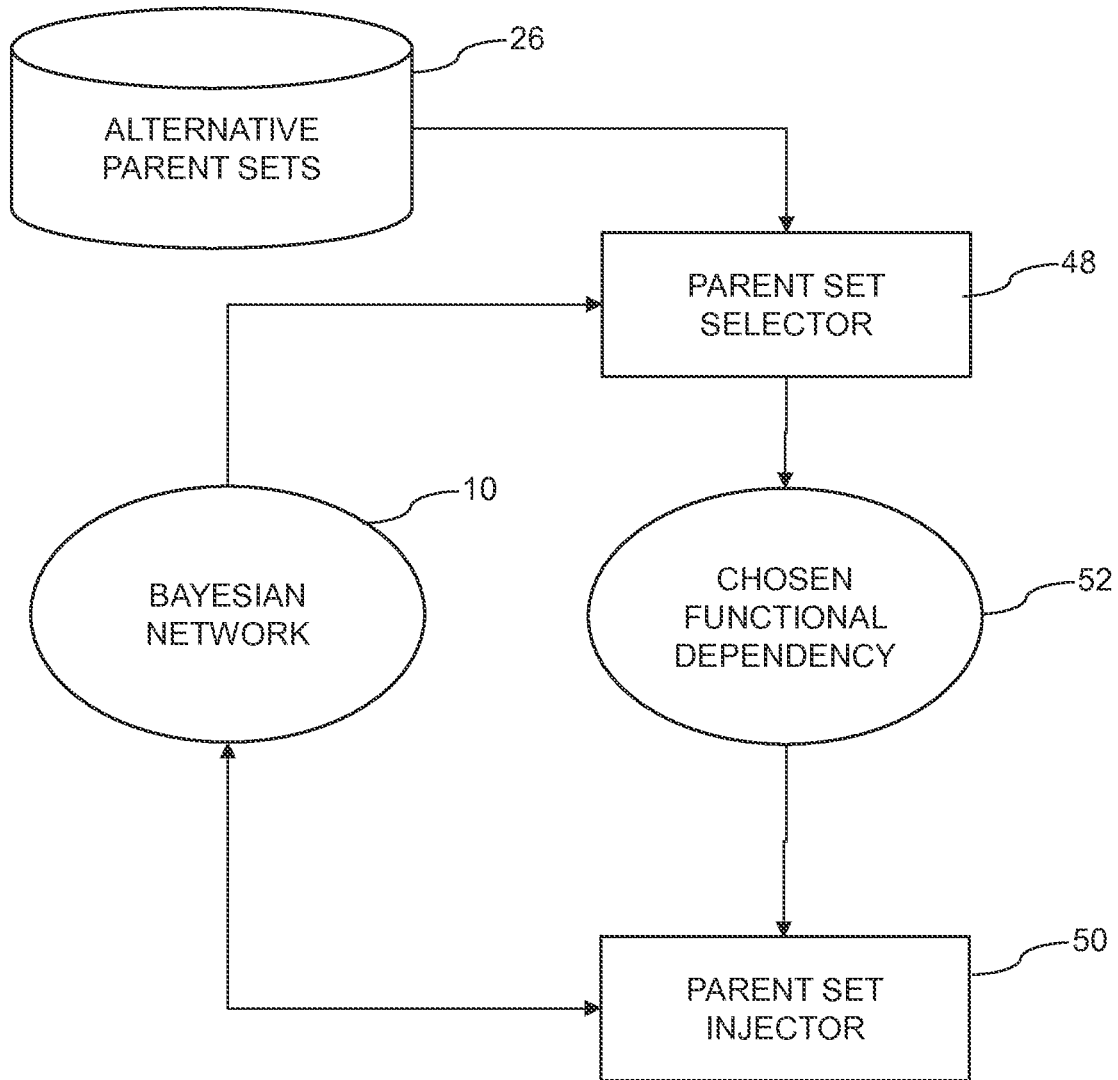 26
ALTERNATIVE
PARENT SETS
48
PARENT SET
SELECTOR
10
BAYESIAN
NETWORK
52
CHOSEN
FUNCTIONAL
DEPENDENCY
50
PARENT SET
INJECTOR